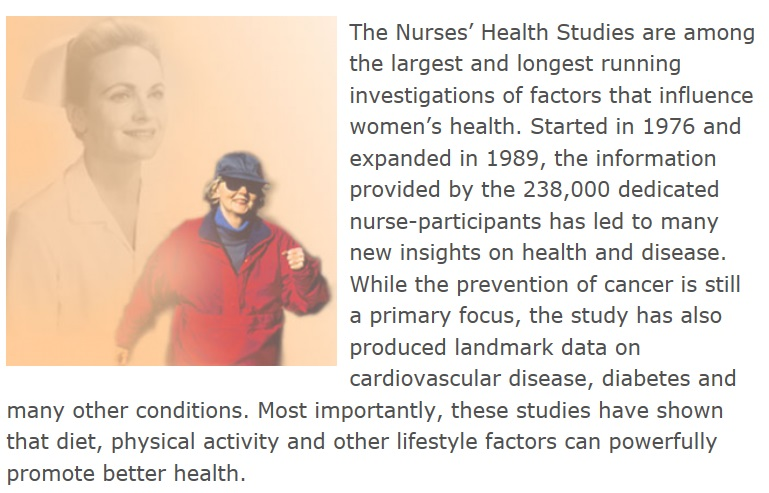 The Nurses’ Health Studies are among
the largest and longest running
investigations of factors that influence
women’s health. Started in 1976 and
expanded in 1989, the information
provided by the 238,000 dedicated
nurse-participants has led to many
new insights on health and disease.
While the prevention of cancer is still
a primary focus, the study has also
produced landmark data on
cardiovascular disease, diabetes and
many other conditions. Most importantly, these studies have shown
that diet, physical activity and other lifestyle factors can powerfully
promote better health.